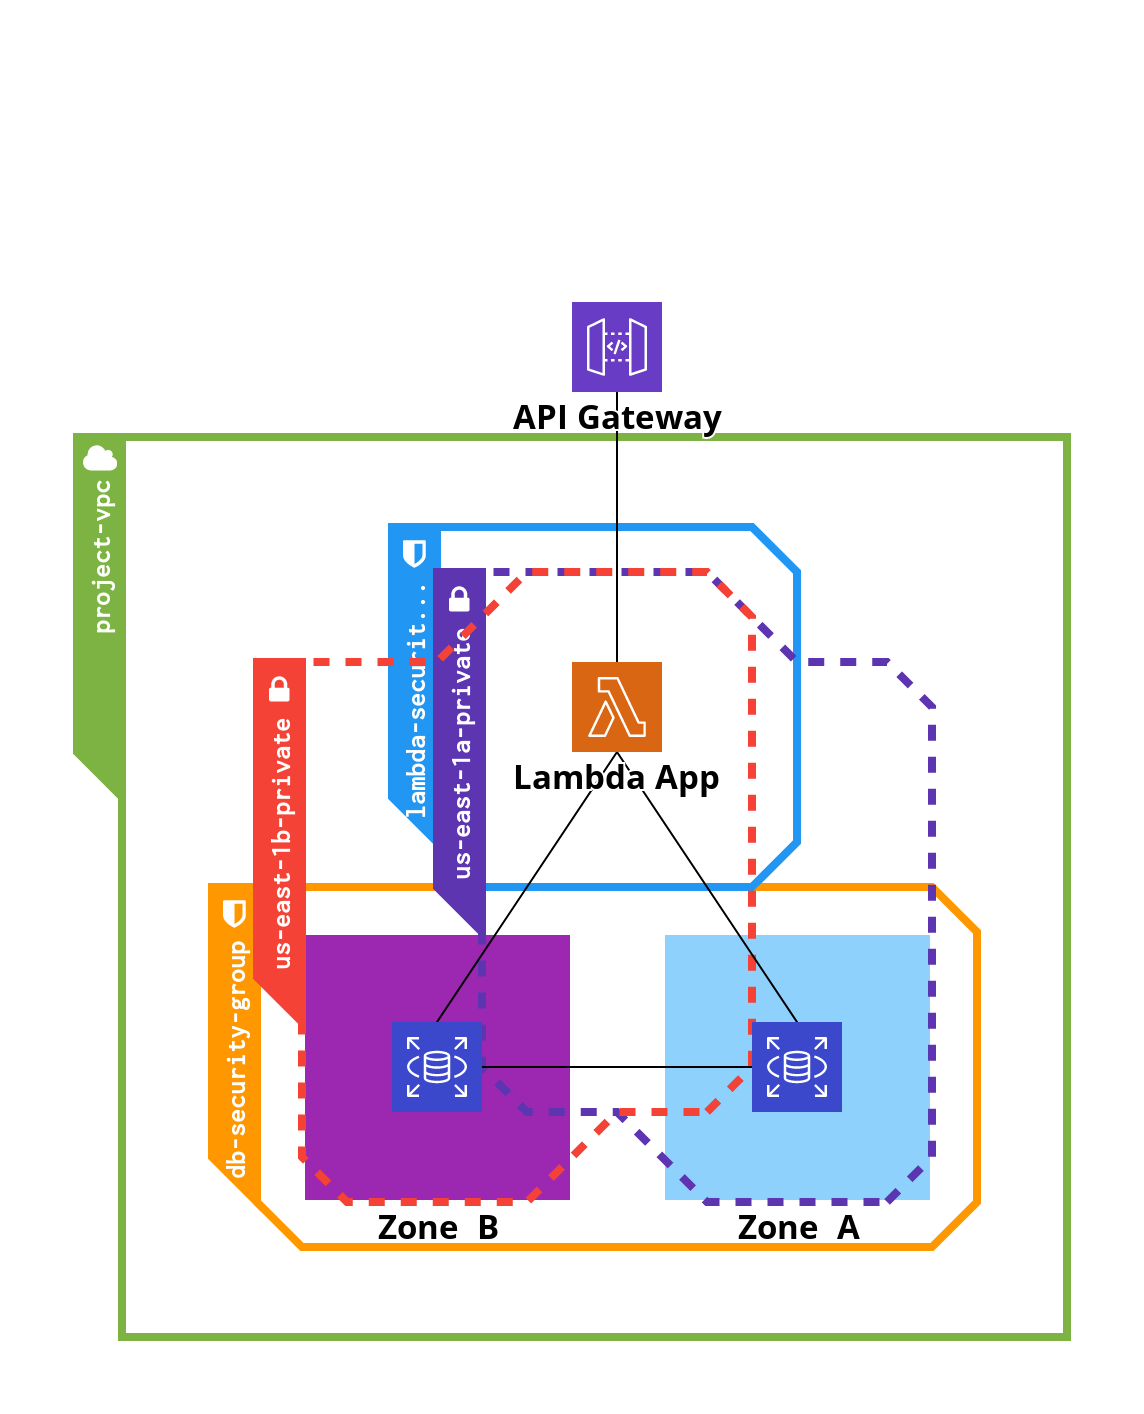 API Gateway
project-vpc
lambda-securit...
us-east-1a-private
us-east-1b-private
Lambda App
db-security-group
Zone B
Zone A